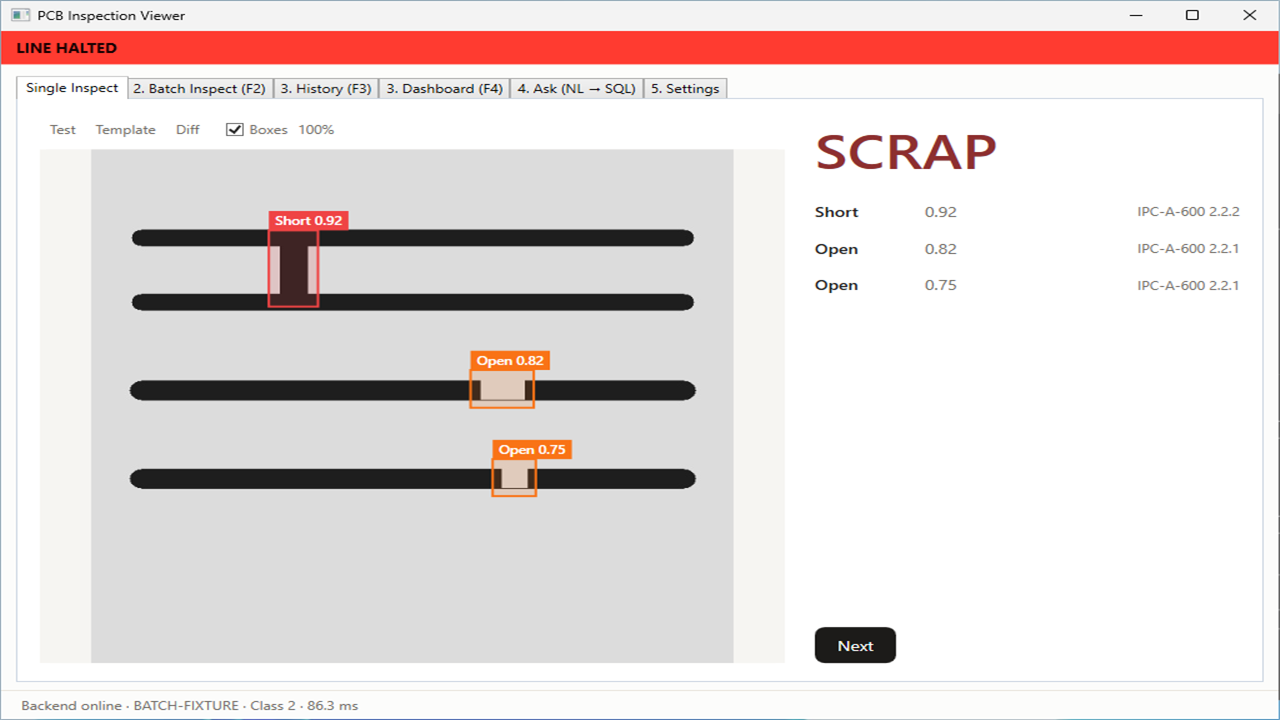 PCB Inspection Viewer
LINE HALTED
Single Inspect
2. Batch Inspect (F2)
3. History (F3)
3. Dashboard (F4)
4. Ask (NL → SQL)
5. Settings
Test
Template
Diff
Boxes
100%
Short 0.92
Open 0.82
Open 0.75
SCRAP
Short 0.92 IPC-A-600 2.2.2
Open 0.82 IPC-A-600 2.2.1
Open 0.75 IPC-A-600 2.2.1
Next
Backend online · BATCH-FIXTURE · Class 2 · 86.3 ms